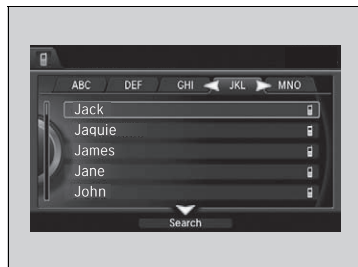 ABC DEF GHI JKL MNO
Jack
Jaquie
James
Jane
John
Search